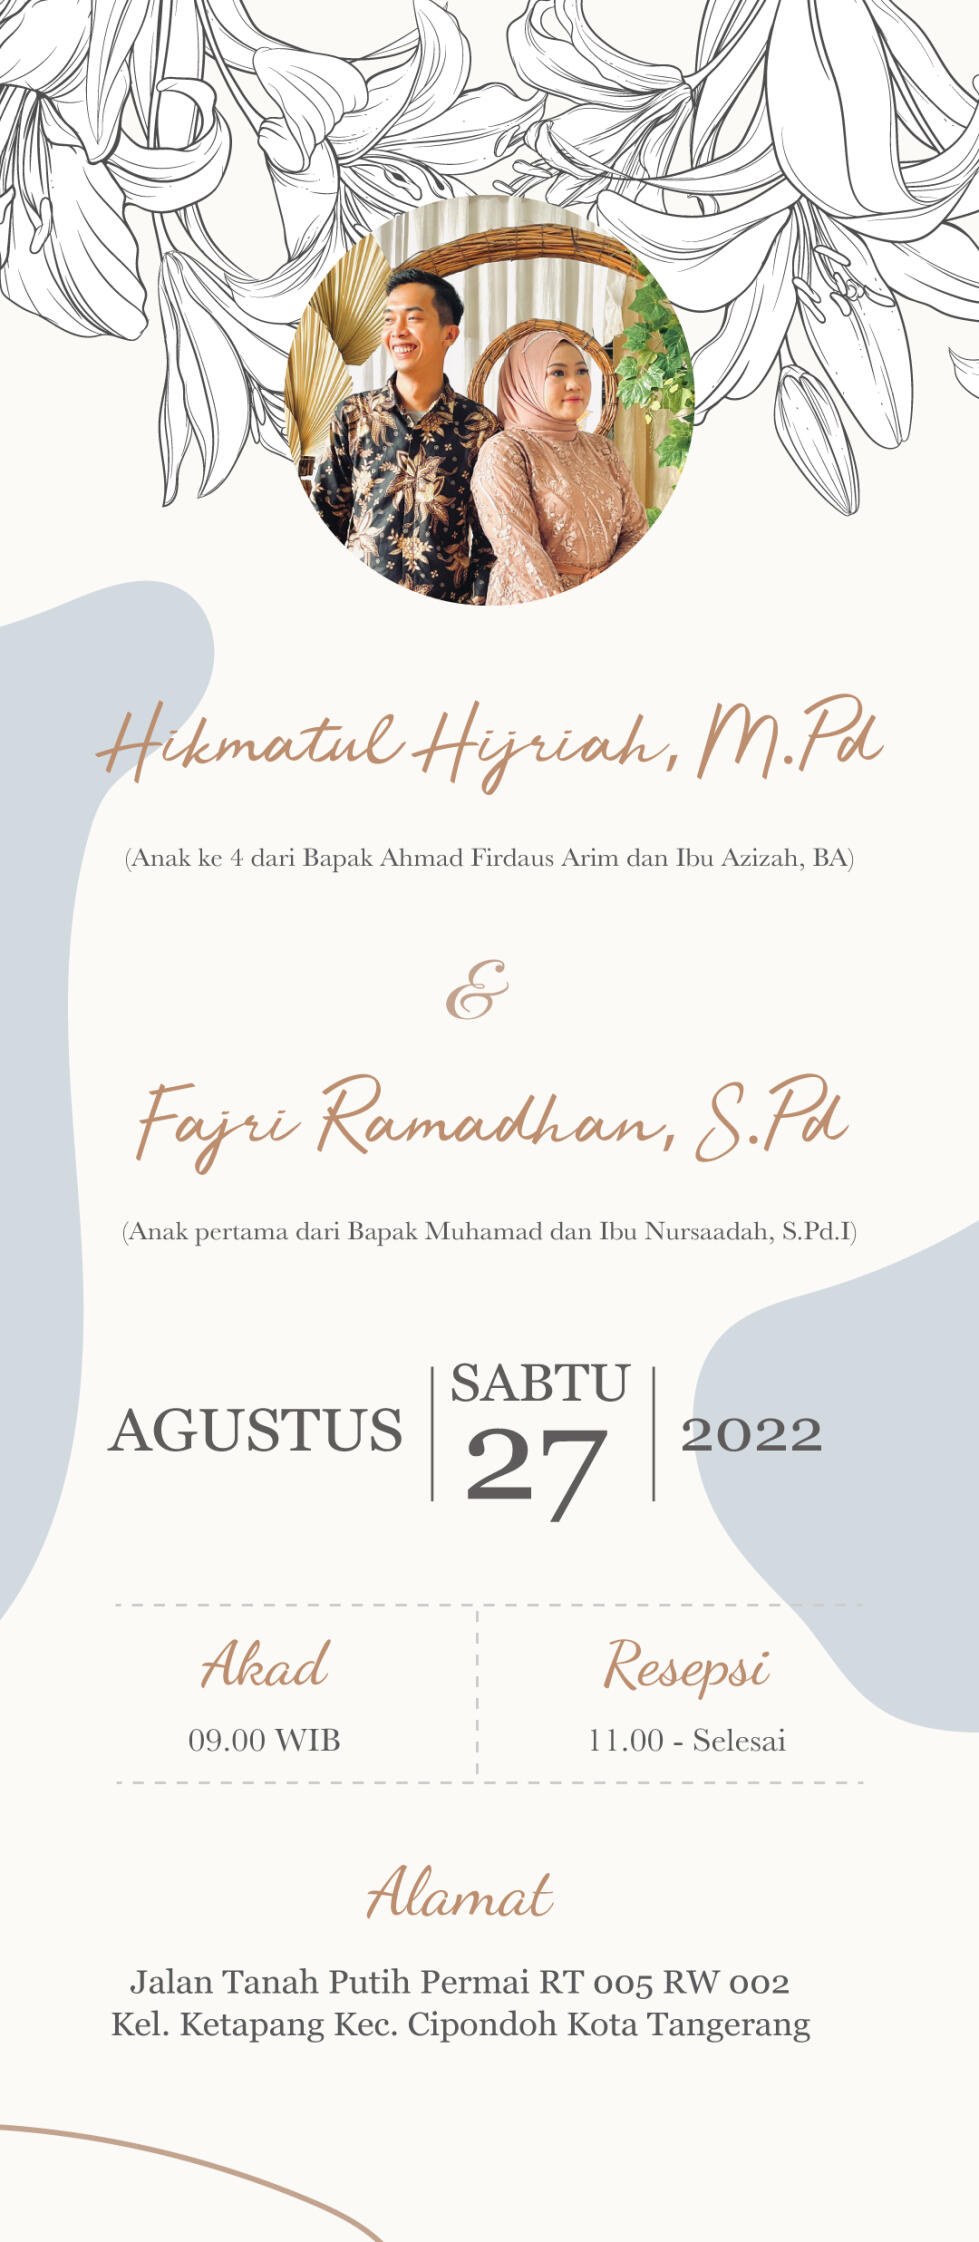 Hikmatul Hijriah, M.Pd
(Anak ke 4 dari Bapak Ahmad Firdaus Arim dan Ibu Azizah, BA)
&
Fajri Ramadhan, S.Pd
(Anak pertama dari Bapak Muhamad dan Ibu Nursaadah, S.Pd.I)
AGUSTUS
SABTU
27
2022
Akad
09.00 WIB
Resepsi
11.00 - Selesai
Alamat
Jalan Tanah Putih Permai RT 005 RW 002
Kel. Ketapang Kec. Cipondoh Kota Tangerang